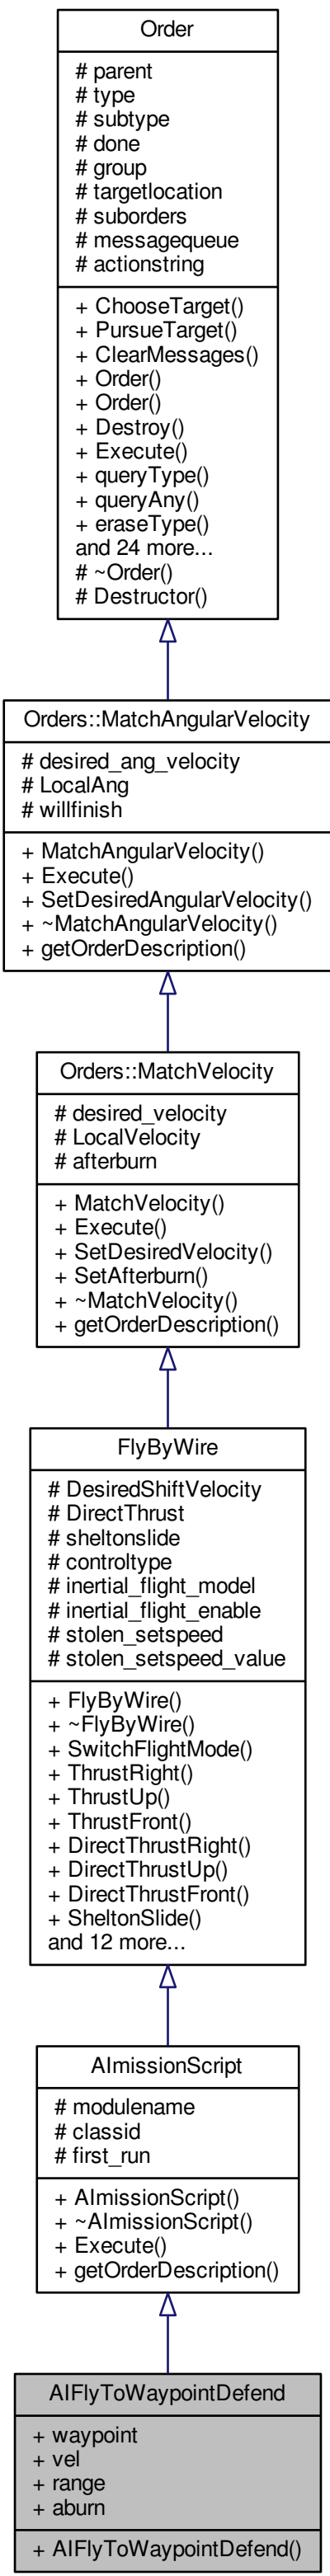 Order
# parent
# type
# subtype
# done
# group
# targetlocation
# suborders
# messagequeue
# actionstring
+ ChooseTarget()
+ PursueTarget()
+ ClearMessages()
+ Order()
+ Order()
+ Destroy()
+ Execute()
+ queryType()
+ queryAny()
+ eraseType()
and 24 more...
# ~Order()
# Destructor()
Orders::MatchAngularVelocity
# desired_ang_velocity
# LocalAng
# willfinish
+ MatchAngularVelocity()
+ Execute()
+ SetDesiredAngularVelocity()
+ ~MatchAngularVelocity()
+ getOrderDescription()
Orders::MatchVelocity
# desired_velocity
# LocalVelocity
# afterburn
+ MatchVelocity()
+ Execute()
+ SetDesiredVelocity()
+ SetAfterburn()
+ ~MatchVelocity()
+ getOrderDescription()
FlyByWire
# DesiredShiftVelocity
# DirectThrust
# sheltonslide
# controltype
# inertial_flight_model
# inertial_flight_enable
# stolen_setspeed
# stolen_setspeed_value
+ FlyByWire()
+ ~FlyByWire()
+ SwitchFlightMode()
+ ThrustRight()
+ ThrustUp()
+ ThrustFront()
+ DirectThrustRight()
+ DirectThrustUp()
+ DirectThrustFront()
+ SheltonSlide()
and 12 more...
AImissionScript
# modulename
# classid
# first_run
+ AImissionScript()
+ ~AImissionScript()
+ Execute()
+ getOrderDescription()
AIFlyToWaypointDefend
+ waypoint
+ vel
+ range
+ aburn
+ AIFlyToWaypointDefend()